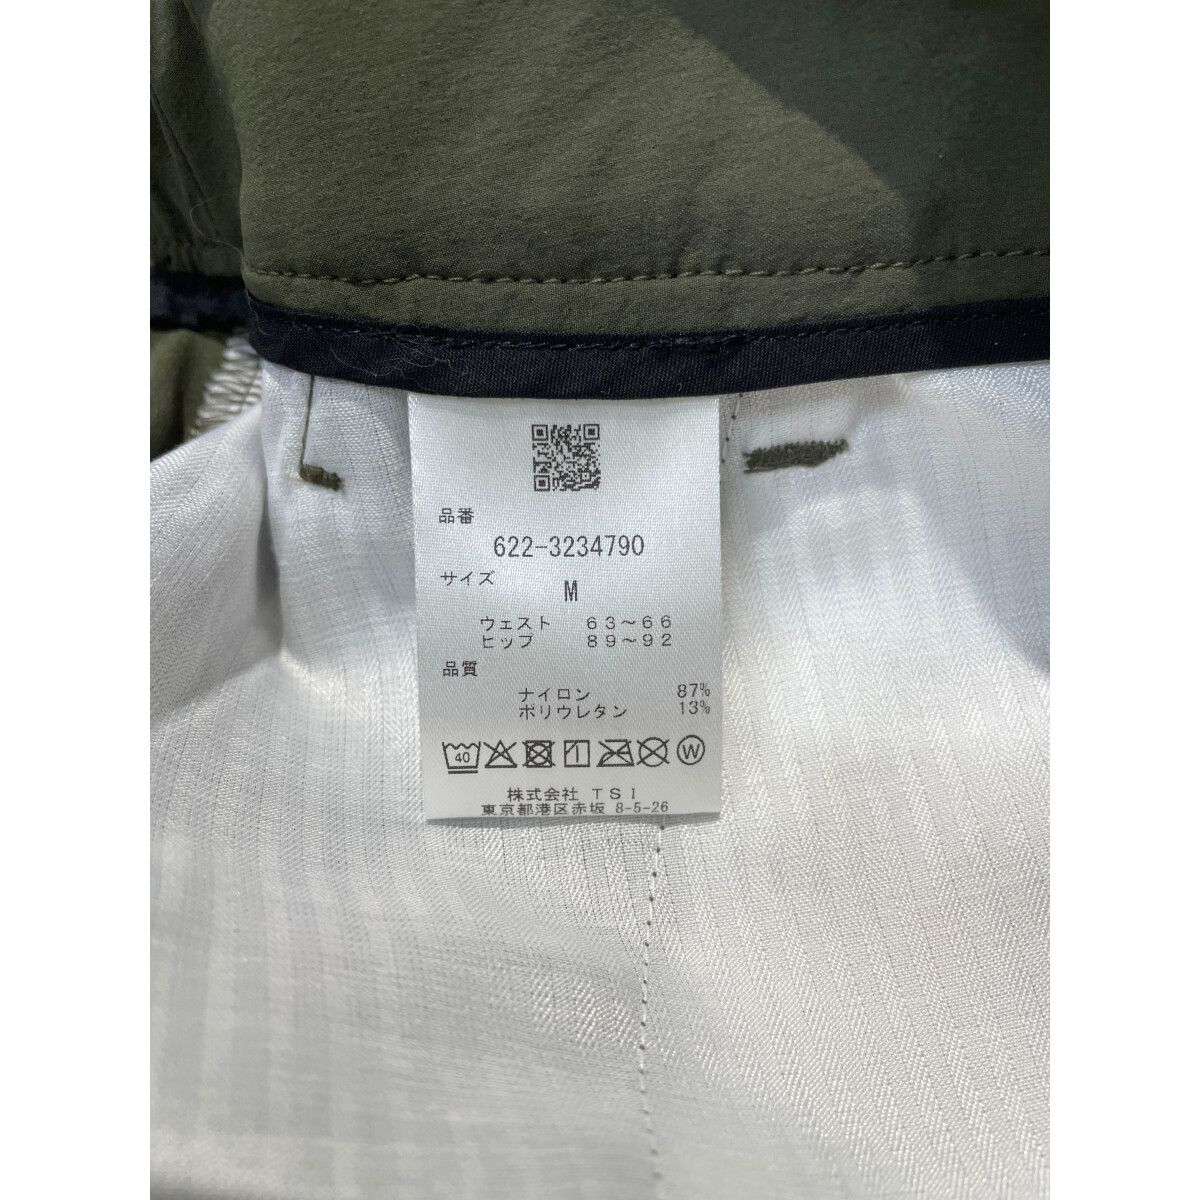 品番
622-3234790
サイズ
M
ウェスト 63~66
ヒップ 89~92
品質
ナイロン 87%
ポリウレタン 13%
40 W
株式会社 TSI
東京都港区赤坂 8-5-26